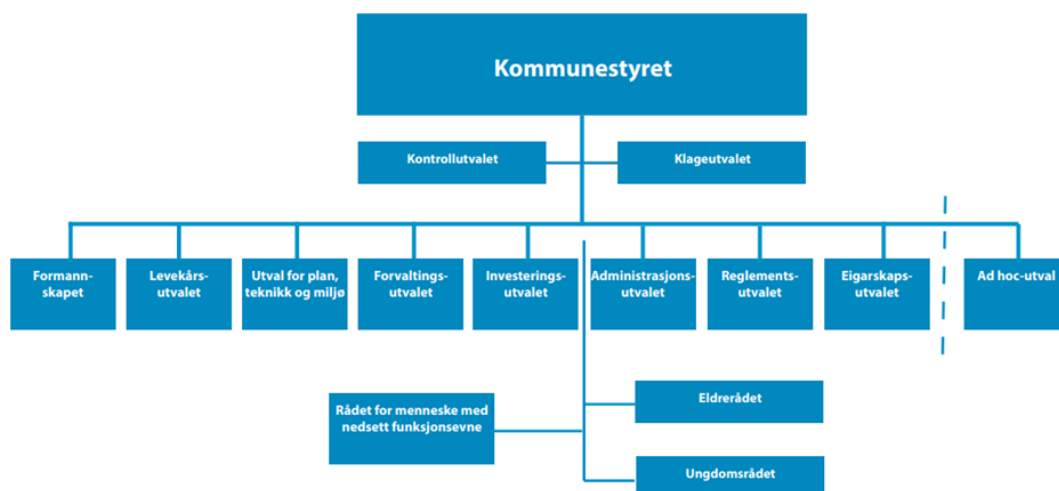 Kommunestyret
Kontrollutvalet
Klageutvalet
Formann-
skapet
Levekårs-
utvalet
Utval for plan,
teknikk og miljø
Forvaltings-
utvalet
Investerings-
utvalet
Administrasjons-
utvalet
Reglements-
utvalet
Eigarskaps-
utvalet
Ad hoc-utval
Rådet for menneske med
nedsett funksjonsevne
Eldrerådet
Ungdomsrådet